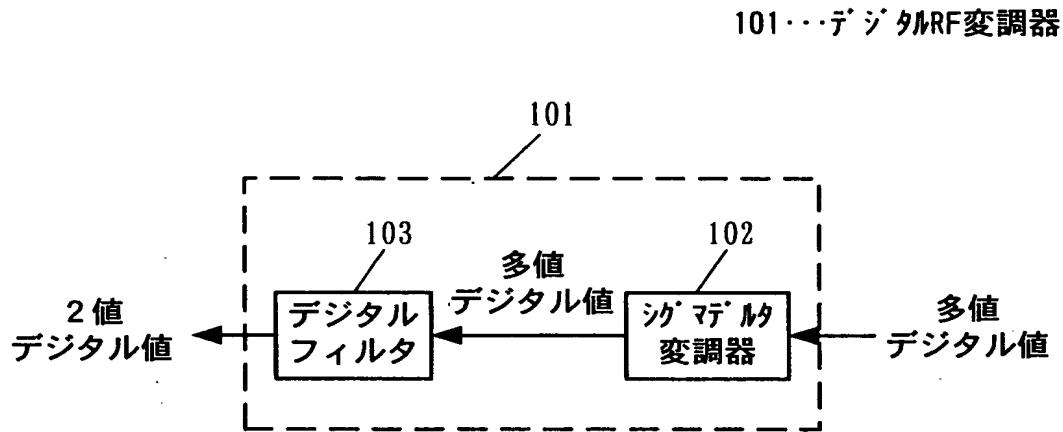 101···ﾃﾞｼﾞﾀﾙRF変調器
101
103
102
多値
デジタル値
2値
デジタル値
デジタル
フィルタ
ｼｸﾞﾏﾃﾞﾙﾀ
変調器
多値
デジタル値